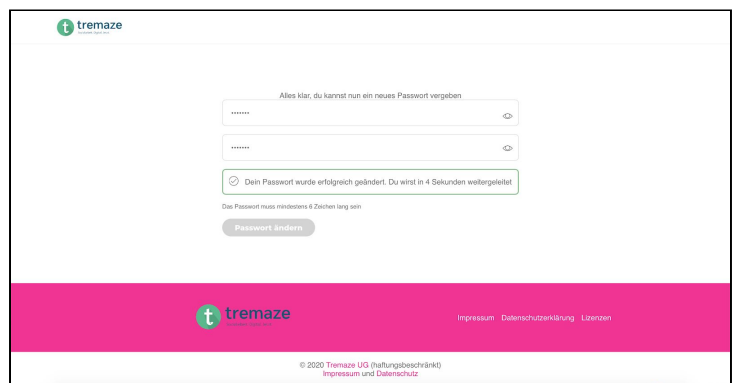 tremaze
Alles klar, du kannst nun ein neues Passwort vergeben
•••••••
•••••••
Dein Passwort wurde erfolgreich geändert. Du wirst in 4 Sekunden weitergeleitet
Das Passwort muss mindestens 6 Zeichen lang sein
Passwort ändern
tremaze
Impressum Datenschutzerklärung Lizenzen
© 2020 Tremaze UG (haftungsbeschränkt)
Impressum und Datenschutz